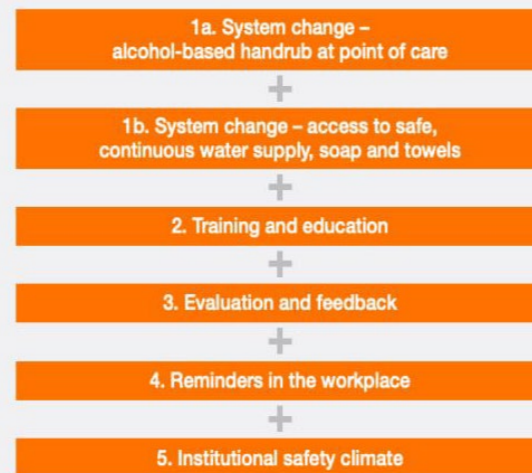 1a. System change –
alcohol-based handrub at point of care
+
1b. System change – access to safe,
continuous water supply, soap and towels
+
2. Training and education
+
3. Evaluation and feedback
+
4. Reminders in the workplace
+
5. Institutional safety climate